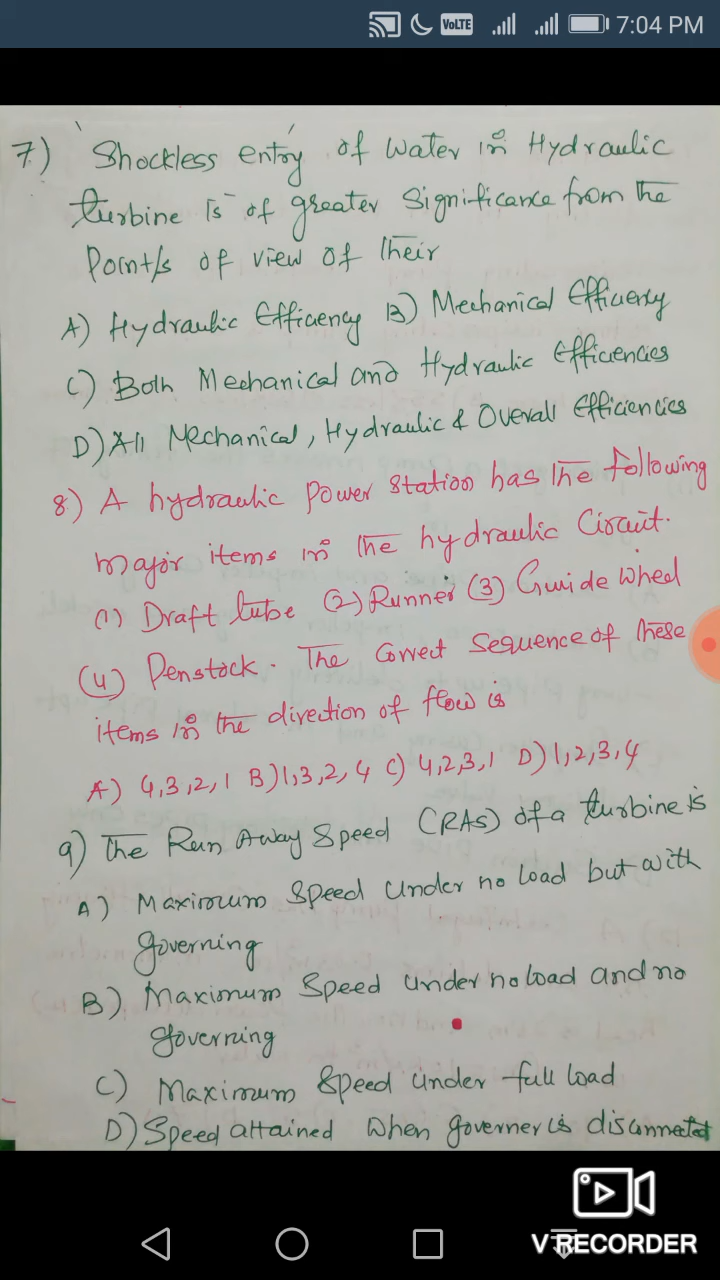 VoLTE 7:04 PM
7) Shockless entry of water in Hydraulic
turbine is of greater significance from the
Point/s of view of their
A) Hydraulic Efficiency B) Mechanical Efficiency
C) Both Mechanical and Hydraulic Efficiencies
D) All Mechanical, Hydraulic & Overall Efficiencies
8) A hydraulic power station has the following
major items in the hydraulic Circuit.
(1) Draft tube (2) Runner (3) Guide wheel
(4) Penstock. The Correct Sequence of these
items in the direction of flow is
A) 4,3,2,1 B) 1,3,2,4 C) 4,2,3,1 D) 1,2,3,4
9) The Run Away Speed (RAS) of a turbine is
A) Maximum Speed under no load but with
governing
B) Maximum Speed under no load and no
governing
C) Maximum Speed under full load
D) Speed attained when governer is disconnected
V RECORDER